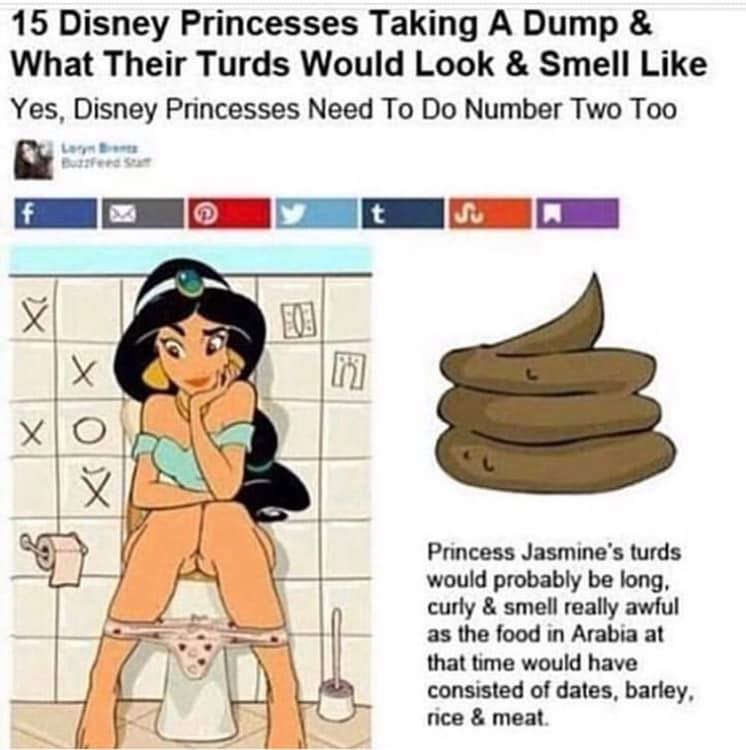 15 Disney Princesses Taking A Dump &
What Their Turds Would Look & Smell Like
Yes, Disney Princesses Need To Do Number Two Too
BuzzFeed Staff
f
t
X
X
X O
X
Princess Jasmine's turds
would probably be long,
curly & smell really awful
as the food in Arabia at
that time would have
consisted of dates, barley,
rice & meat.